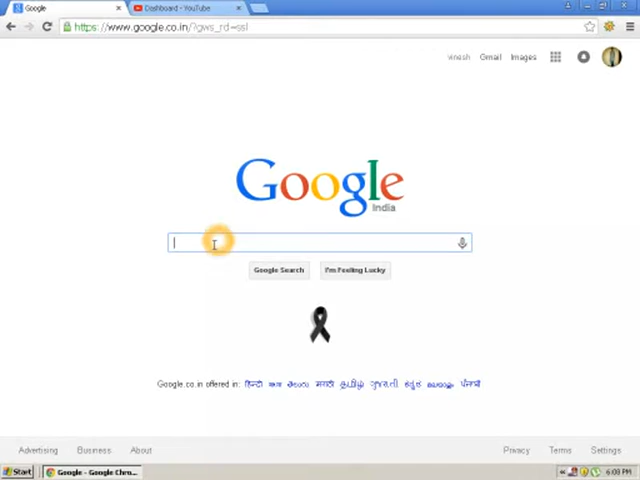 Google
Dashboard - YouTube
https://www.google.co.in/?gws_rd=ssl
vinesh Gmail Images
Google
India
Google Search I'm Feeling Lucky
Google.co.in offered in: हिन्दी বাংলা తెలుగు मराठी தமிழ் ગુજરાતી ಕನ್ನಡ മലയാളം ਪੰਜਾਬੀ
Advertising Business About Privacy Terms Settings
Start Google - Google Chro... 6:03 PM